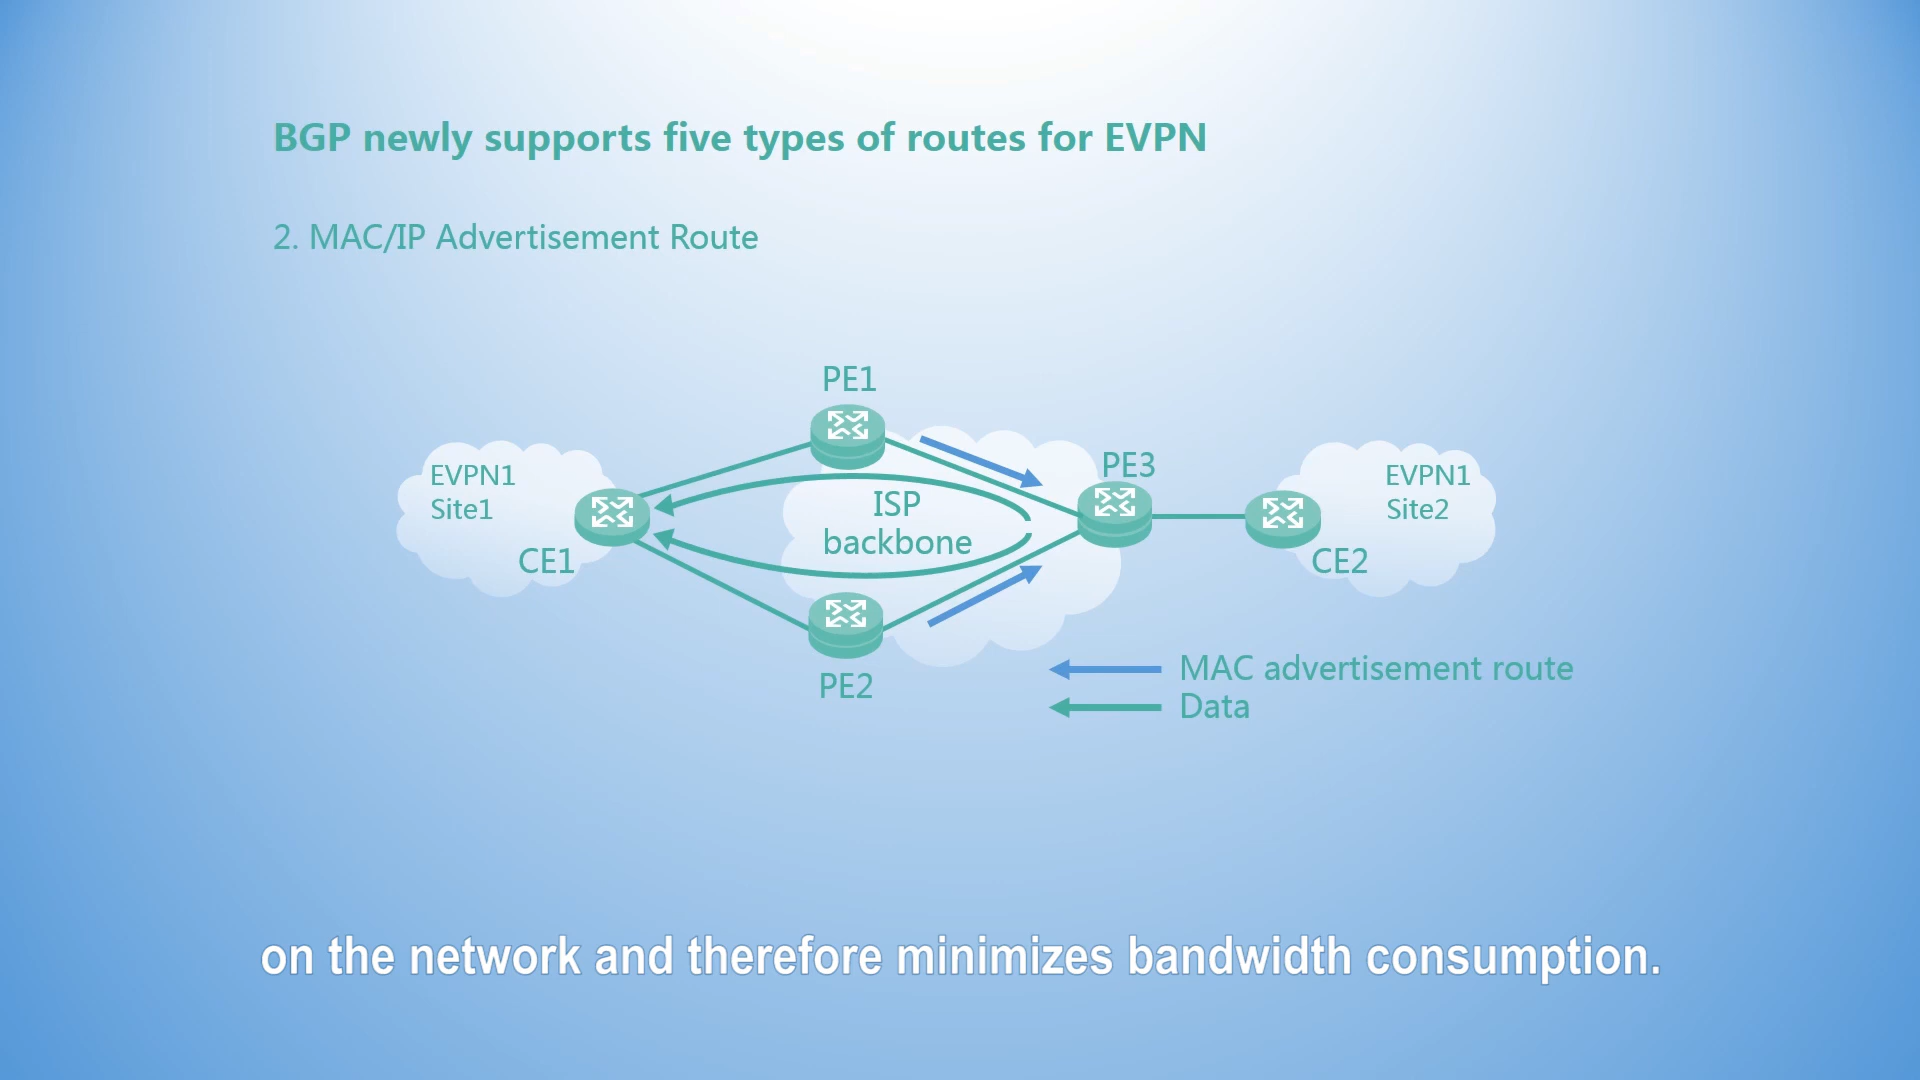 BGP newly supports five types of routes for EVPN
2. MAC/IP Advertisement Route
PE1
EVPN1
Site1
CE1
ISP
backbone
PE3
EVPN1
Site2
CE2
PE2
MAC advertisement route
Data
on the network and therefore minimizes bandwidth consumption.